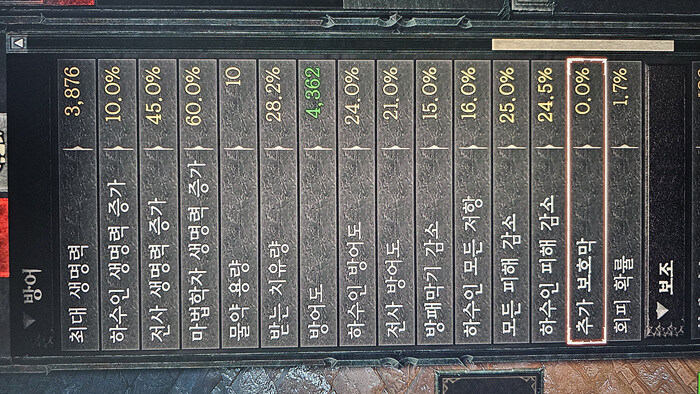 방어
최대 생명력 3,876
하수인 생명력 증가 10.0%
전사 생명력 증가 45.0%
마법학자 생명력 증가 60.0%
물약 용량 10
받는 치유량 28.2%
방어도 4,362
하수인 방어도 24.0%
전사 방어도 21.0%
방패막기 감소 15.0%
하수인 모든 저항 16.0%
모든 피해 감소 25.0%
하수인 피해 감소 24.5%
추가 보호막 0.0%
회피 확률 1.7%
보조